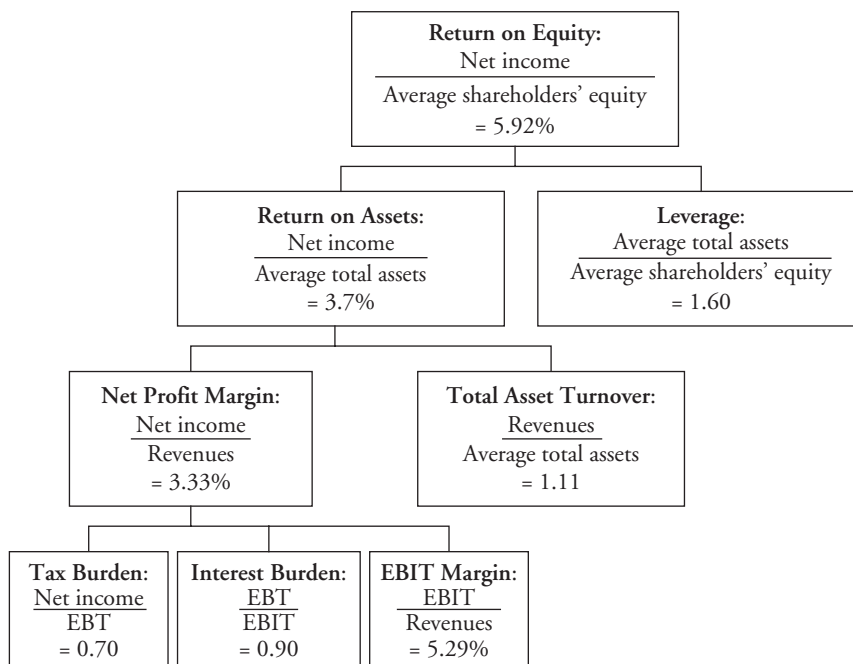 Return on Equity:
Net income
Average shareholders’ equity
= 5.92%
Return on Assets:
Net income
Average total assets
= 3.7%
Leverage:
Average total assets
Average shareholders’ equity
= 1.60
Net Profit Margin:
Net income
Revenues
= 3.33%
Total Asset Turnover:
Revenues
Average total assets
= 1.11
Tax Burden:
Net income
EBT
= 0.70
Interest Burden:
EBT
EBIT
= 0.90
EBIT Margin:
EBIT
Revenues
= 5.29%